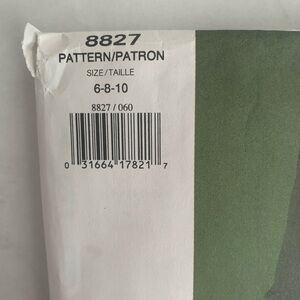 8827
PATTERN/PATRON
SIZE/TAILLE
6-8-10
8827 / 060
0 31664 17821 7